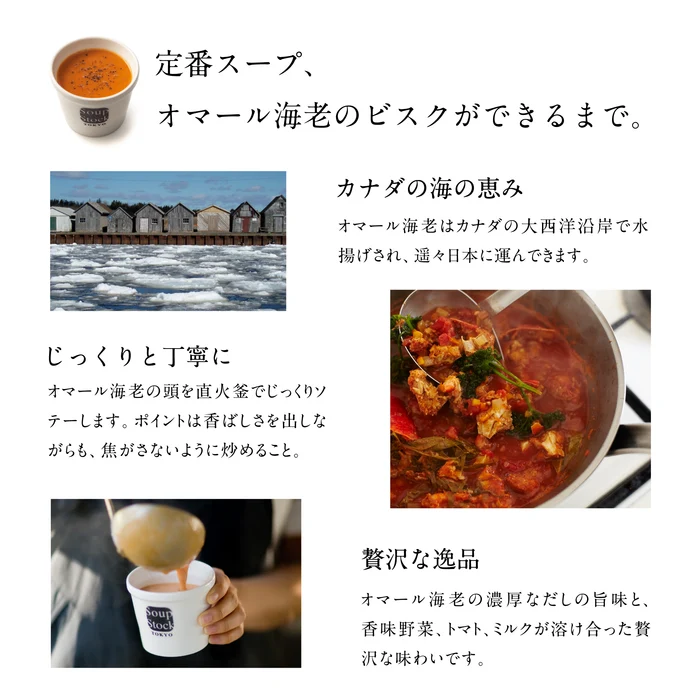 定番スープ、
オマール海老のビスクができるまで。
Soup
Stock
TOKYO
カナダの海の恵み
オマール海老はカナダの大西洋沿岸で水
揚げされ、遥々日本に運んできます。
じっくりと丁寧に
オマール海老の頭を直火釜でじっくりソ
テーします。ポイントは香ばしさを出しな
がらも、焦がさないように炒めること。
Soup
Stock
TOKYO
贅沢な逸品
オマール海老の濃厚なだしの旨味と、
香味野菜、トマト、ミルクが溶け合った贅
沢な味わいです。